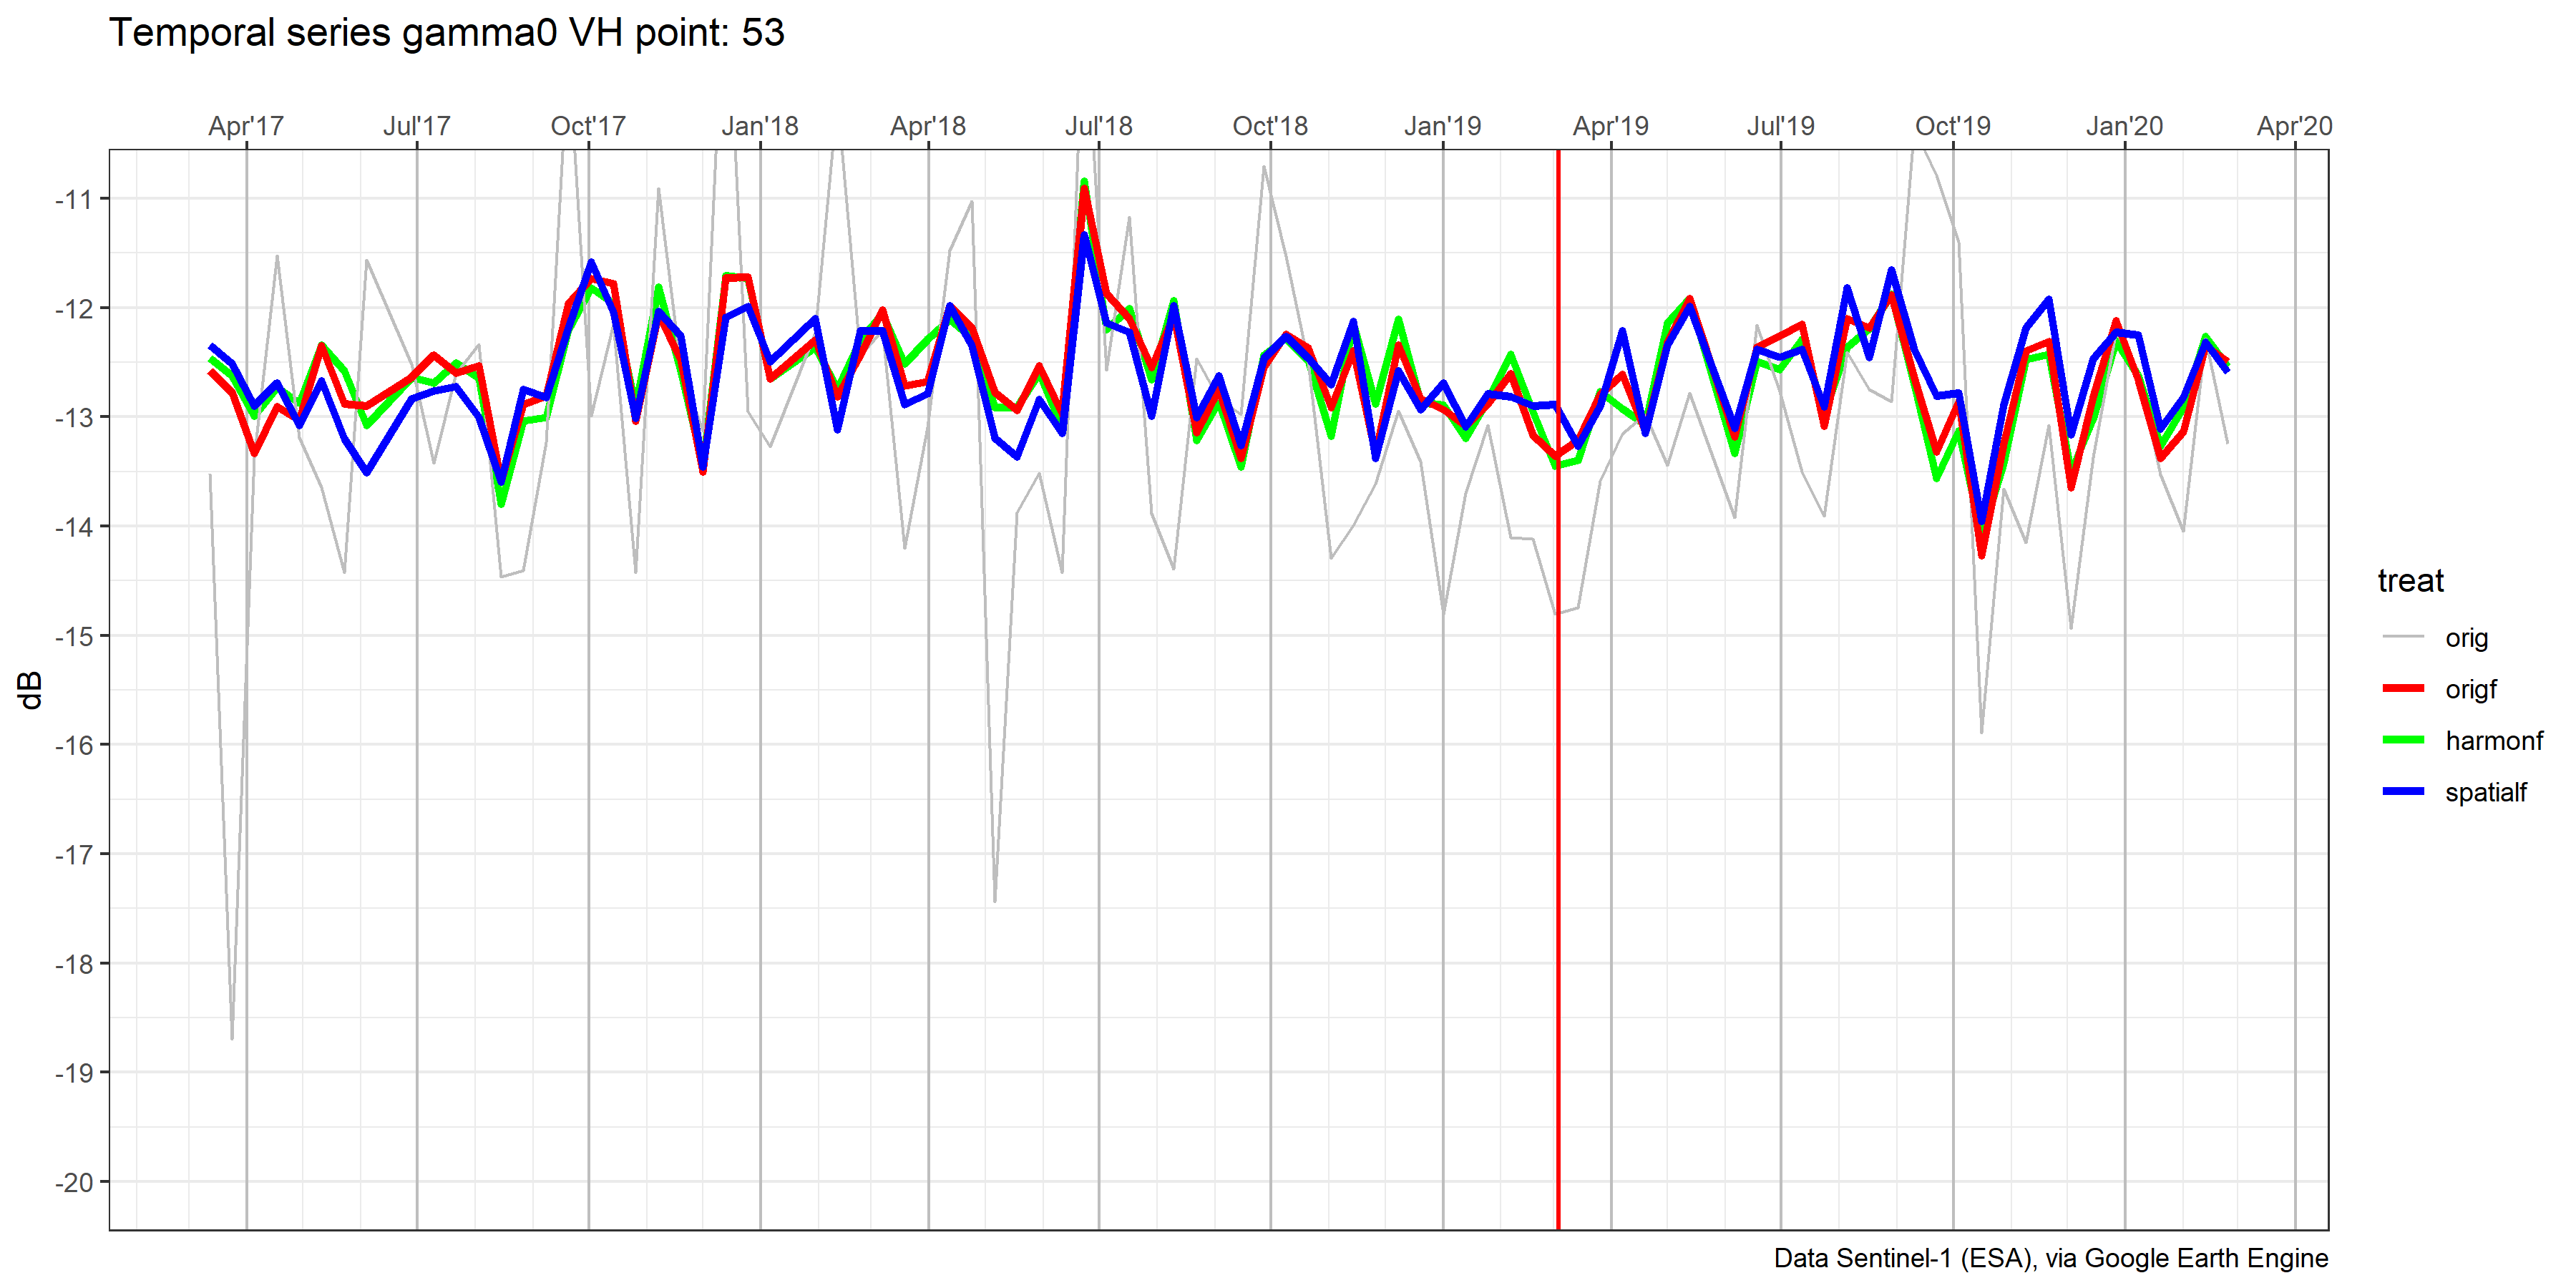 Temporal series gamma0 VH point: 53
Apr'17 Jul'17 Oct'17 Jan'18 Apr'18 Jul'18 Oct'18 Jan'19 Apr'19 Jul'19 Oct'19 Jan'20 Apr'20
-11
-12
-13
-14
-15
-16
-17
-18
-19
-20
dB
treat
orig
origf
harmonf
spatialf
Data Sentinel-1 (ESA), via Google Earth Engine